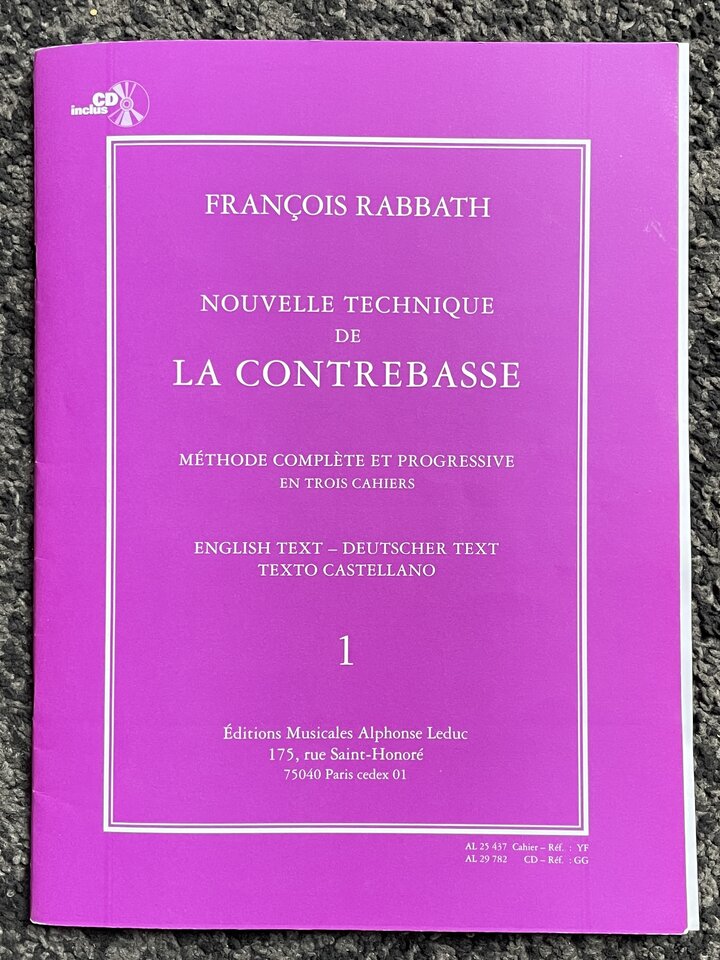 CD
inclus
FRANÇOIS RABBATH
NOUVELLE TECHNIQUE
DE
LA CONTREBASSE
MÉTHODE COMPLÈTE ET PROGRESSIVE
EN TROIS CAHIERS
ENGLISH TEXT – DEUTSCHER TEXT
TEXTO CASTELLANO
1
Éditions Musicales Alphonse Leduc
175, rue Saint-Honoré
75040 Paris cedex 01
AL 25 437 Cahier – Réf. : YF
AL 29 782 CD – Réf. : GG